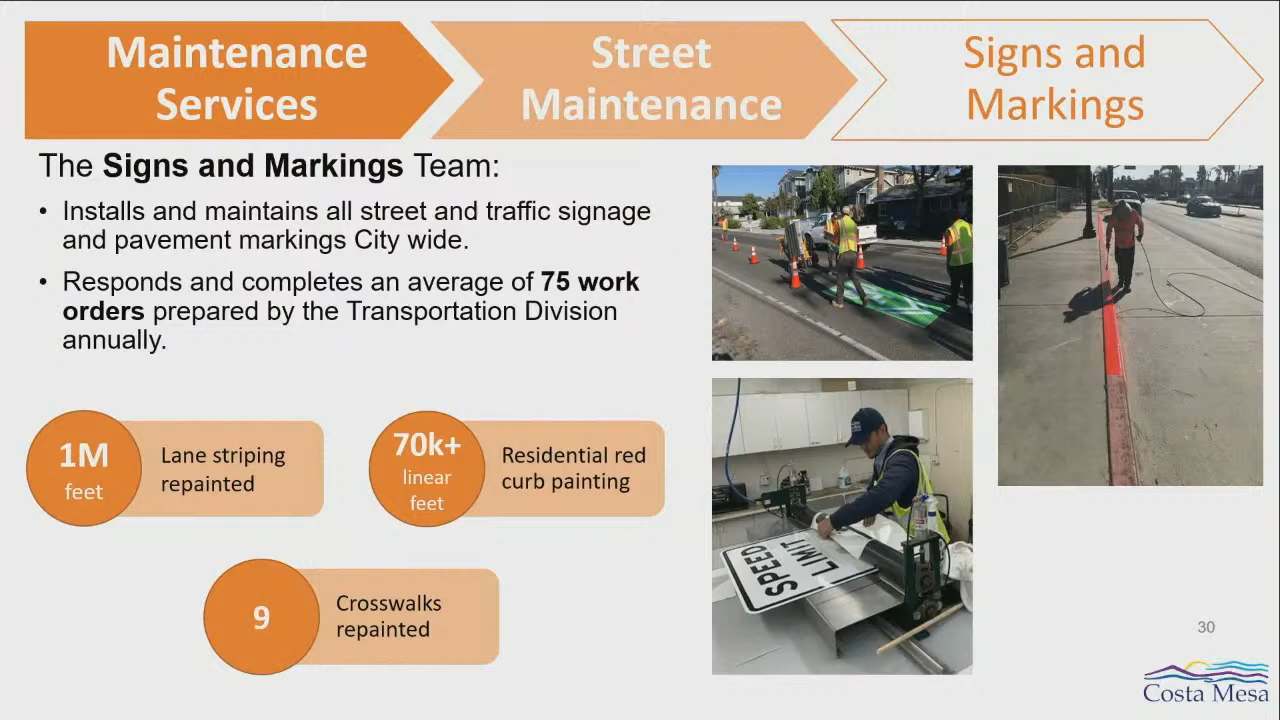 Maintenance
Services
Street
Maintenance
Signs and
Markings
The Signs and Markings Team:
• Installs and maintains all street and traffic signage
and pavement markings City wide.
• Responds and completes an average of 75 work
orders prepared by the Transportation Division
annually.
1M
feet
Lane striping
repainted
70k+
linear
feet
Residential red
curb painting
9
Crosswalks
repainted
SPEED
LIMIT
30
Costa Mesa